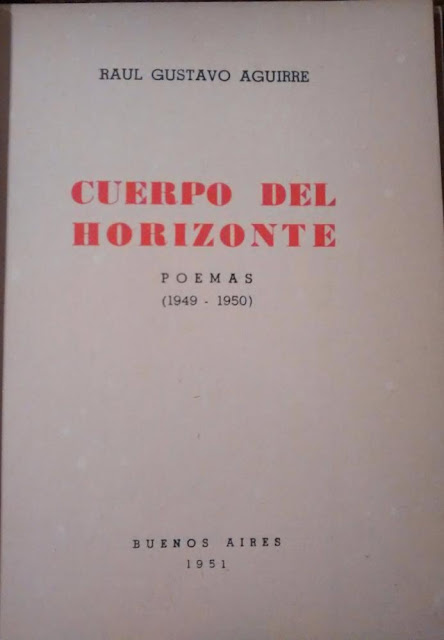 RAUL GUSTAVO AGUIRRE
CUERPO DEL
HORIZONTE
POEMAS
(1949 - 1950)
BUENOS AIRES
1951